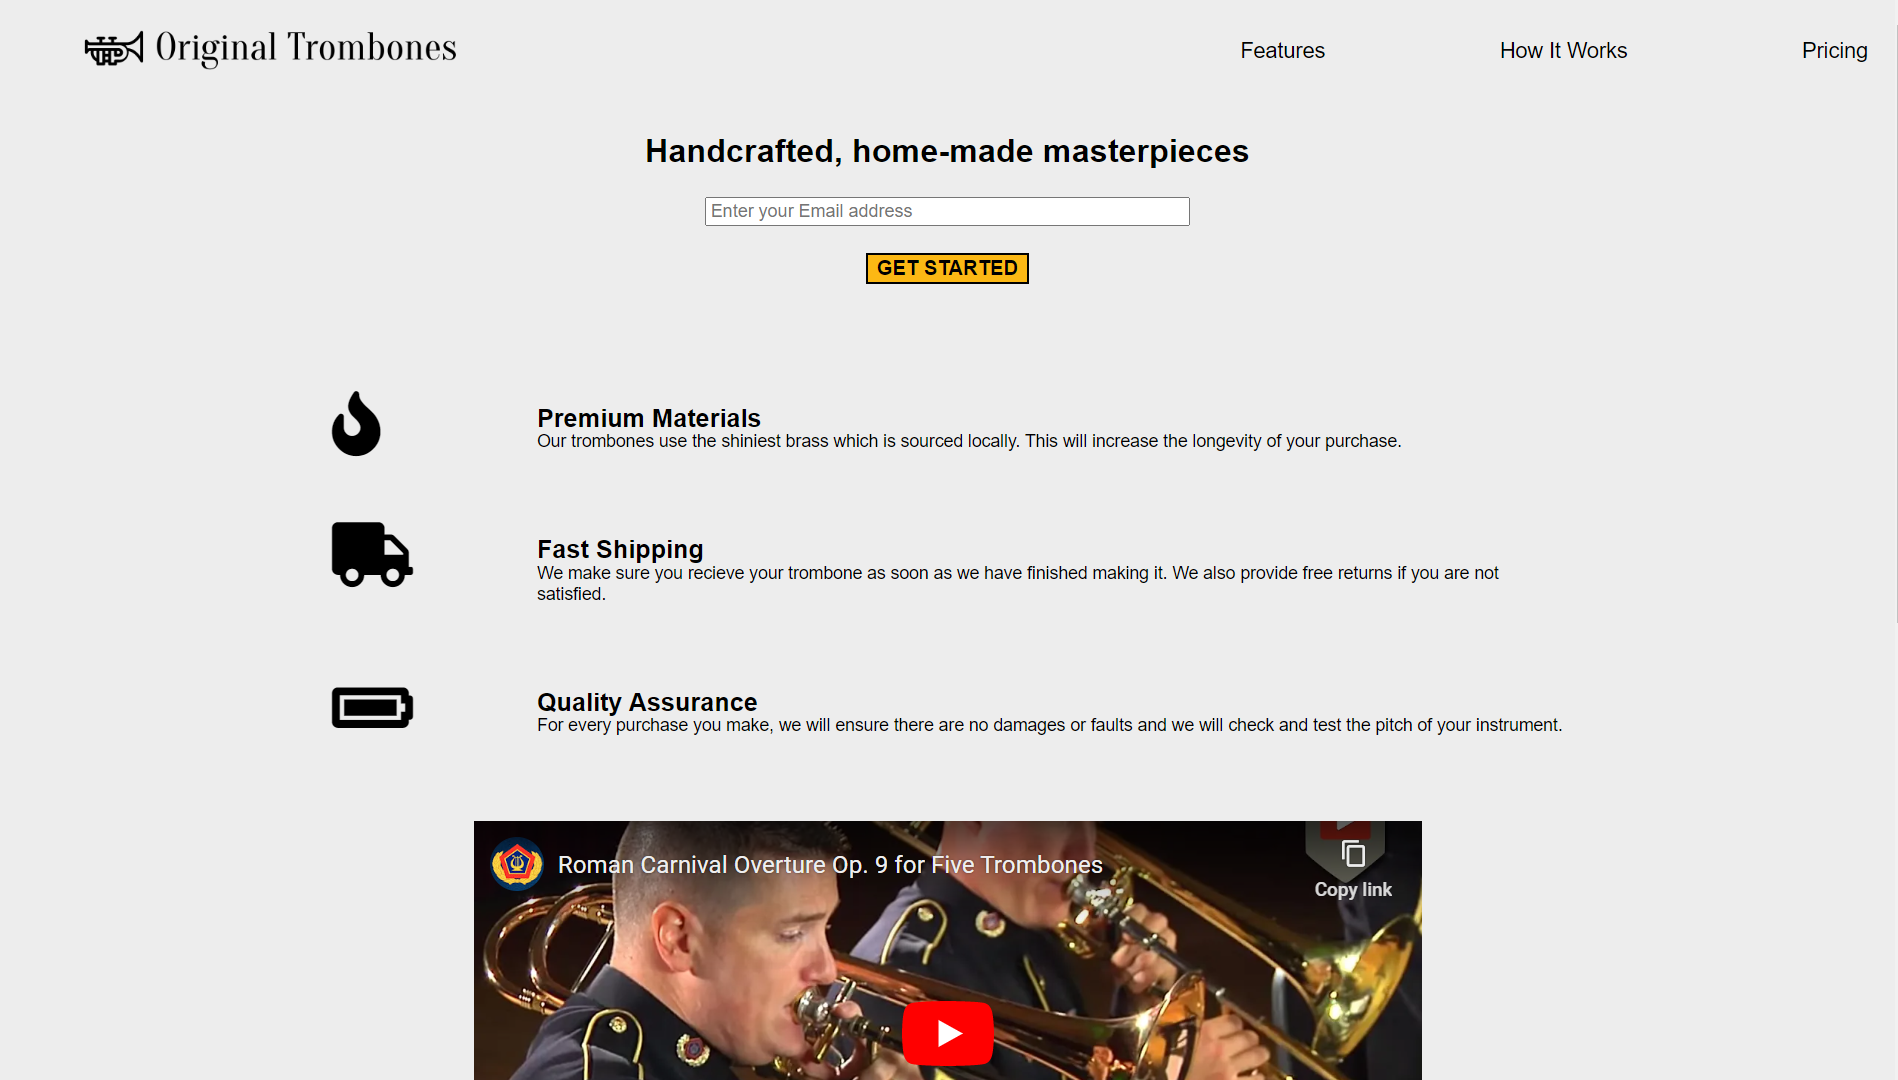 Original Trombones
Features
How It Works
Pricing
Handcrafted, home-made masterpieces
Enter your Email address
GET STARTED
Premium Materials
Our trombones use the shiniest brass which is sourced locally. This will increase the longevity of your purchase.
Fast Shipping
We make sure you recieve your trombone as soon as we have finished making it. We also provide free returns if you are not
satisfied.
Quality Assurance
For every purchase you make, we will ensure there are no damages or faults and we will check and test the pitch of your instrument.
Roman Carnival Overture Op. 9 for Five Trombones
Copy link